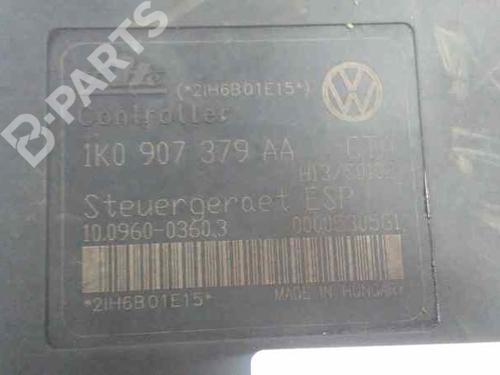 B-PARTS
(*2IH6B01E15*)
Controller
1K0 907 379 AA
Steuergeraet ESP
10.0960-0360.3
*2IH6B01E15*
MADE IN HUNGARY